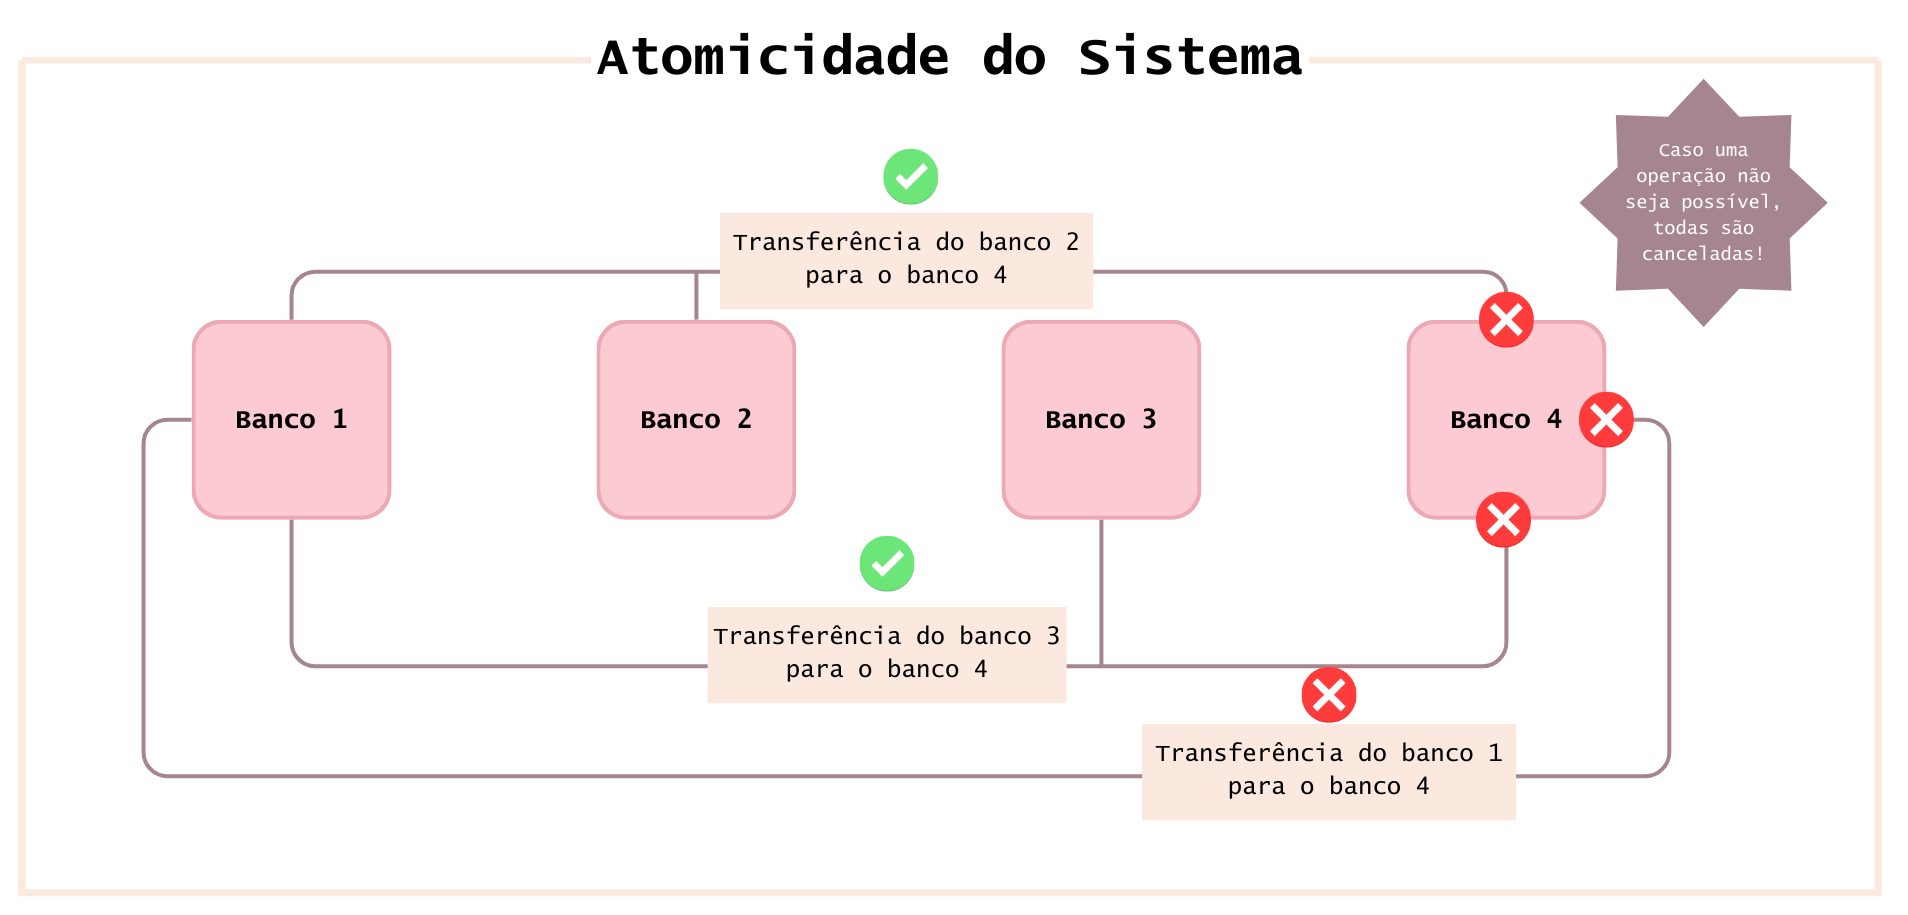 Atomicidade do Sistema
Caso uma
operação não
seja possível,
todas são
canceladas!
Transferência do banco 2
para o banco 4
Banco 1
Banco 2
Banco 3
Banco 4
Transferência do banco 3
para o banco 4
Transferência do banco 1
para o banco 4